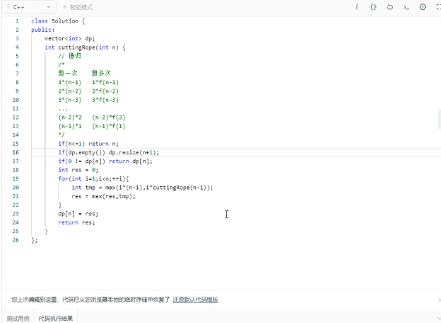 C++
智能模式
1 class Solution {
2 public:
3 vector<int> dp;
4 int cuttingRope(int n) {
5 // 递归
6 /*
7 剪一次 剪多次
8 1*(n-1) 1*f(n-1)
9 2*(n-2) 2*f(n-2)
10 3*(n-3) 3*f(n-3)
11 ...
12 (n-2)*2 (n-2)*f(2)
13 (n-1)*1 (n-1)*f(1)
14 */
15 if(n<=1) return n;
16 if(dp.empty()) dp.resize(n+1);
17 if(0 != dp[n]) return dp[n];
18 int res = 0;
19 for(int i=1;i<n;++i){
20 int tmp = max(i*(n-i),i*cuttingRope(n-i));
21 res = max(res,tmp);
22 }
23 dp[n] = res;
24 return res;
25 }
26 };
您上次编辑到这里，代码已从您浏览器本地的临时存储中恢复了 还原默认代码模版
测试用例 代码执行结果